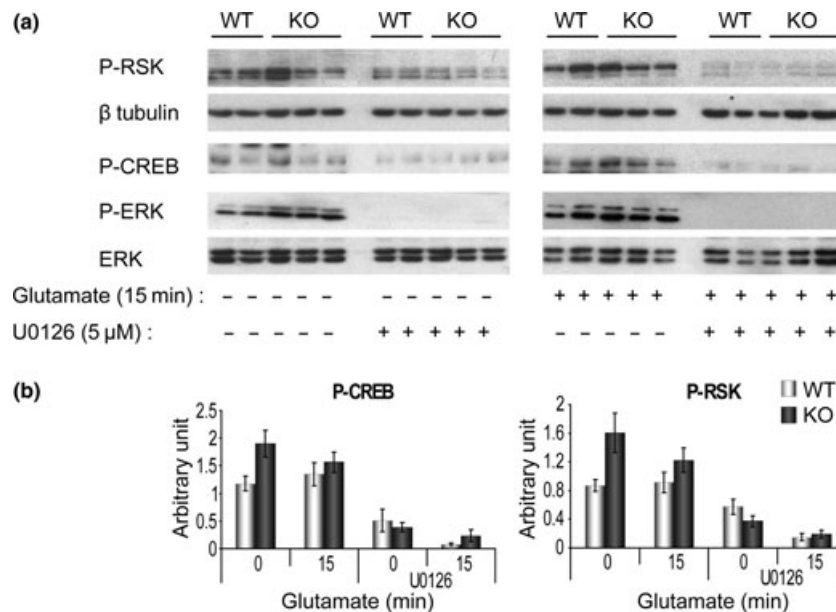 (a)
WT KO WT KO WT KO WT KO
P-RSK
β tubulin
P-CREB
P-ERK
ERK
Glutamate (15 min) : – – – – – – – – – – + + + + + + + + + +
U0126 (5 μM) : – – – – – + + + + + – – – – – + + + + +
(b)
P-CREB
Arbitrary unit
2.5
2
1.5
1
0.5
0
0 15 0 15
U0126
Glutamate (min)
P-RSK
WT
KO
Arbitrary unit
2
1.6
1.2
0.8
0.4
0
0 15 0 15
U0126
Glutamate (min)